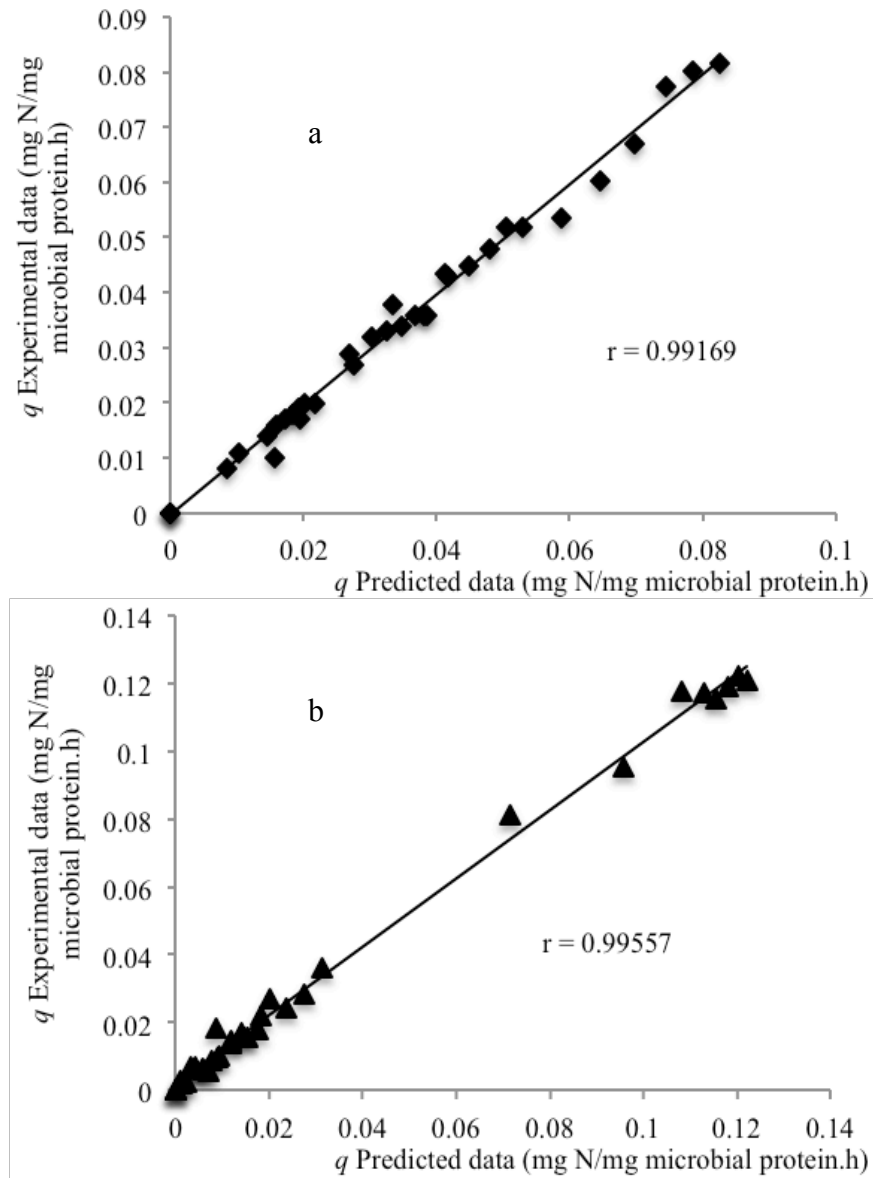 0.09
0.08
0.07
0.06
0.05
0.04
0.03
0.02
0.01
0
q Experimental data (mg N/mg
microbial protein.h)
a
r = 0.99169
0 0.02 0.04 0.06 0.08 0.1
q Predicted data (mg N/mg microbial protein.h)
0.14
0.12
0.1
0.08
0.06
0.04
0.02
0
q Experimental data (mg N/mg
microbial protein.h)
b
r = 0.99557
0 0.02 0.04 0.06 0.08 0.1 0.12 0.14
q Predicted data (mg N/mg microbial protein.h)